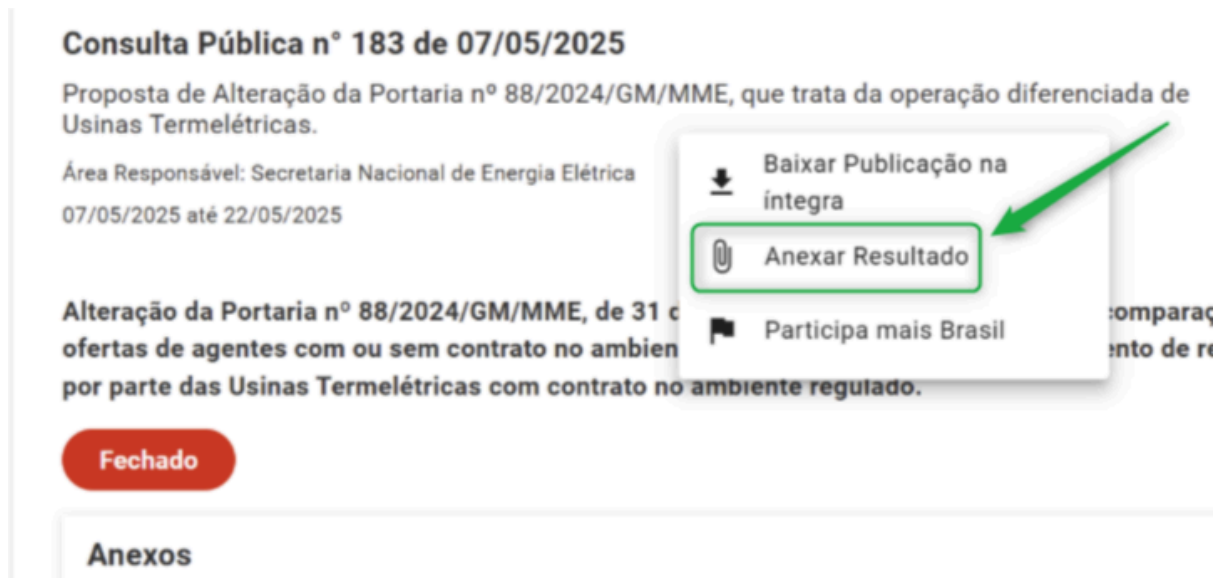 Consulta Pública n° 183 de 07/05/2025
Proposta de Alteração da Portaria nº 88/2024/GM/MME, que trata da operação diferenciada de
Usinas Termelétricas.
Área Responsável: Secretaria Nacional de Energia Elétrica
07/05/2025 até 22/05/2025
Baixar Publicação na
íntegra
Anexar Resultado
Participa mais Brasil
Alteração da Portaria nº 88/2024/GM/MME, de 31
ofertas de agentes com ou sem contrato no de
por parte das Usinas Termelétricas com contrato no ambiente regulado.
Fechado
Anexos